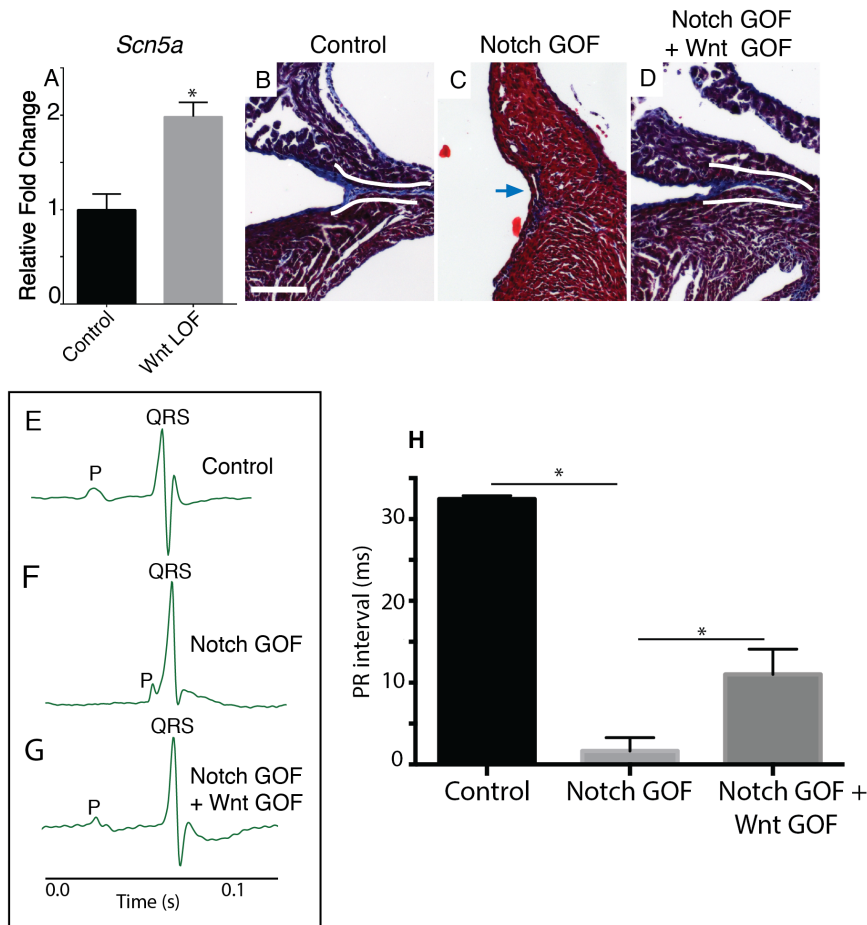 Scn5a
Control
Notch GOF
Notch GOF
+ Wnt GOF
A
B
C
D
Relative Fold Change
2
1
0
*
Control
Wnt LOF
E
QRS
P
Control
F
QRS
P
Notch GOF
G
QRS
P
Notch GOF
+ Wnt GOF
0.0
0.1
Time (s)
H
PR interval (ms)
30
20
10
0
*
*
Control
Notch GOF
Notch GOF +
Wnt GOF